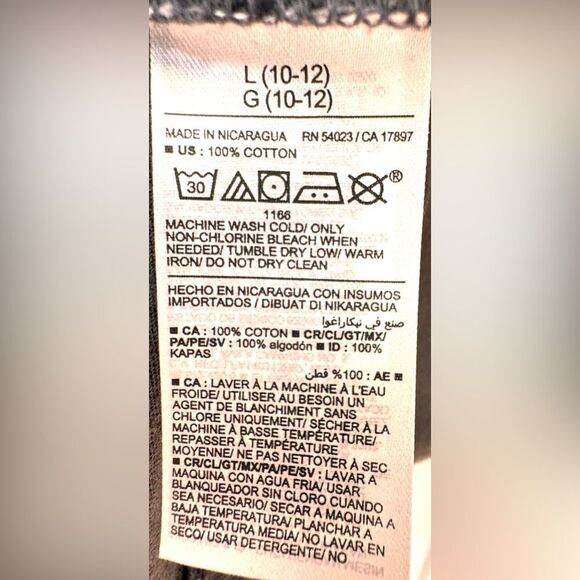 L (10-12)
G (10-12)
MADE IN NICARAGUA RN 54023 / CA 17897
■ US : 100% COTTON
30
®
1166
MACHINE WASH COLD/ ONLY
NON-CHLORINE BLEACH WHEN
NEEDED/ TUMBLE DRY LOW/ WARM
IRON/ DO NOT DRY CLEAN
HECHO EN NICARAGUA CON INSUMOS
IMPORTADOS / DIBUAT DI NIKARAGUA
صنع في نيكاراغوا
■ CA : 100% COTON ■ CR/CL/GT/MX/
PA/PE/SV : 100% algodón ■ ID : 100%
KAPAS
■ AE : 100% قطن
■ CA : LAVER À LA MACHINE À L'EAU
FROIDE/ UTILISER AU BESOIN UN
AGENT DE BLANCHIMENT SANS
CHLORE UNIQUEMENT/ SÉCHER À LA
MACHINE À BASSE TEMPÉRATURE/
REPASSER À TEMPÉRATURE
MOYENNE/ NE PAS NETTOYER À SEC
■ CR/CL/GT/MX/PA/PE/SV : LAVAR A
MAQUINA CON AGUA FRIA/ USAR
BLANQUEADOR SIN CLORO CUANDO
SEA NECESARIO/ SECAR A MAQUINA A
BAJA TEMPERATURA/ PLANCHAR A
TEMPERATURA MEDIA/ NO LAVAR EN
SECO/ USAR DETERGENTE/ NO